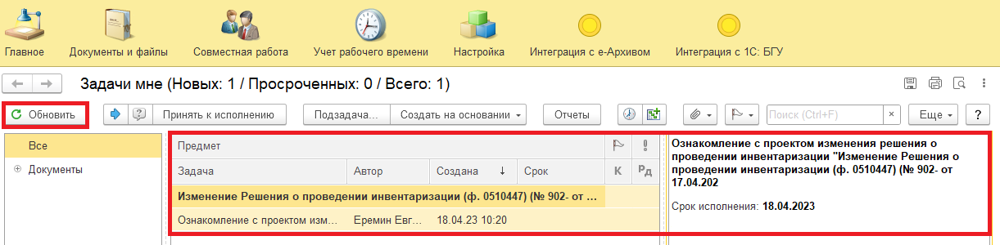 Главное Документы и файлы Совместная работа Учет рабочего времени Настройка Интеграция с е-Архивом Интеграция с 1С: БГУ
Задачи мне (Новых: 1 / Просроченных: 0 / Всего: 1)
Обновить Принять к исполнению Подзадача... Создать на основании Отчеты Поиск (Ctrl+F) × Еще ?
Все
Документы
Предмет
Задача Автор Создана ↓ Срок К Рд
Изменение Решения о проведении инвентаризации (ф. 0510447) (№ 902- от ...
Ознакомление с проектом изм... Еремин Евг... 18.04.23 10:20
Ознакомление с проектом изменения решения о
проведении инвентаризации "Изменение Решения о
проведении инвентаризации (ф. 0510447) (№ 902- от
17.04.202
Срок исполнения: 18.04.2023